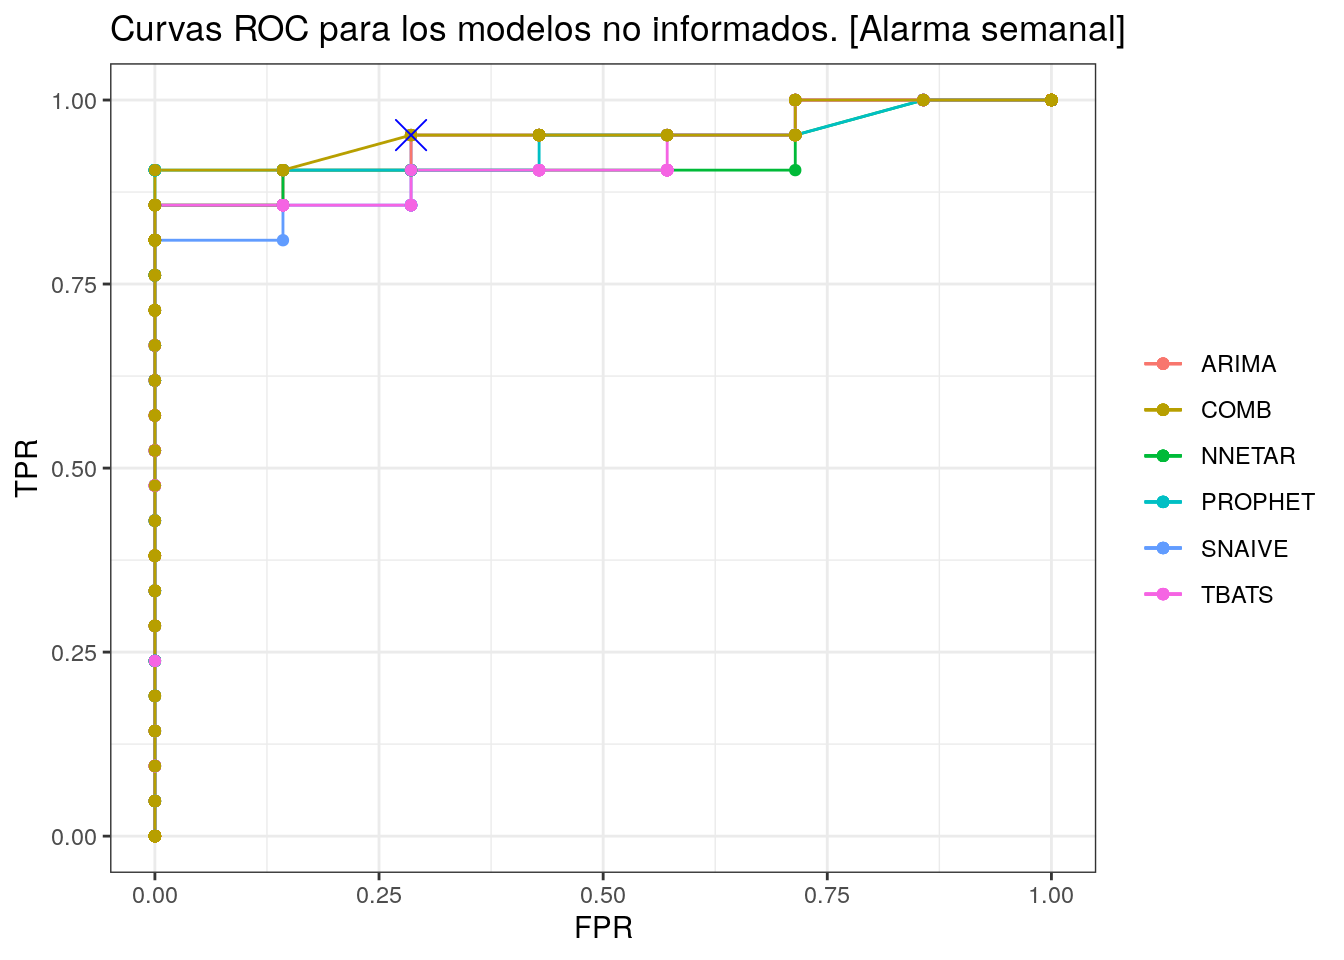 Curvas ROC para los modelos no informados. [Alarma semanal]
1.00
0.75
0.50
0.25
0.00
TPR
0.00 0.25 0.50 0.75 1.00
FPR
ARIMA
COMB
NNETAR
PROPHET
SNAIVE
TBATS